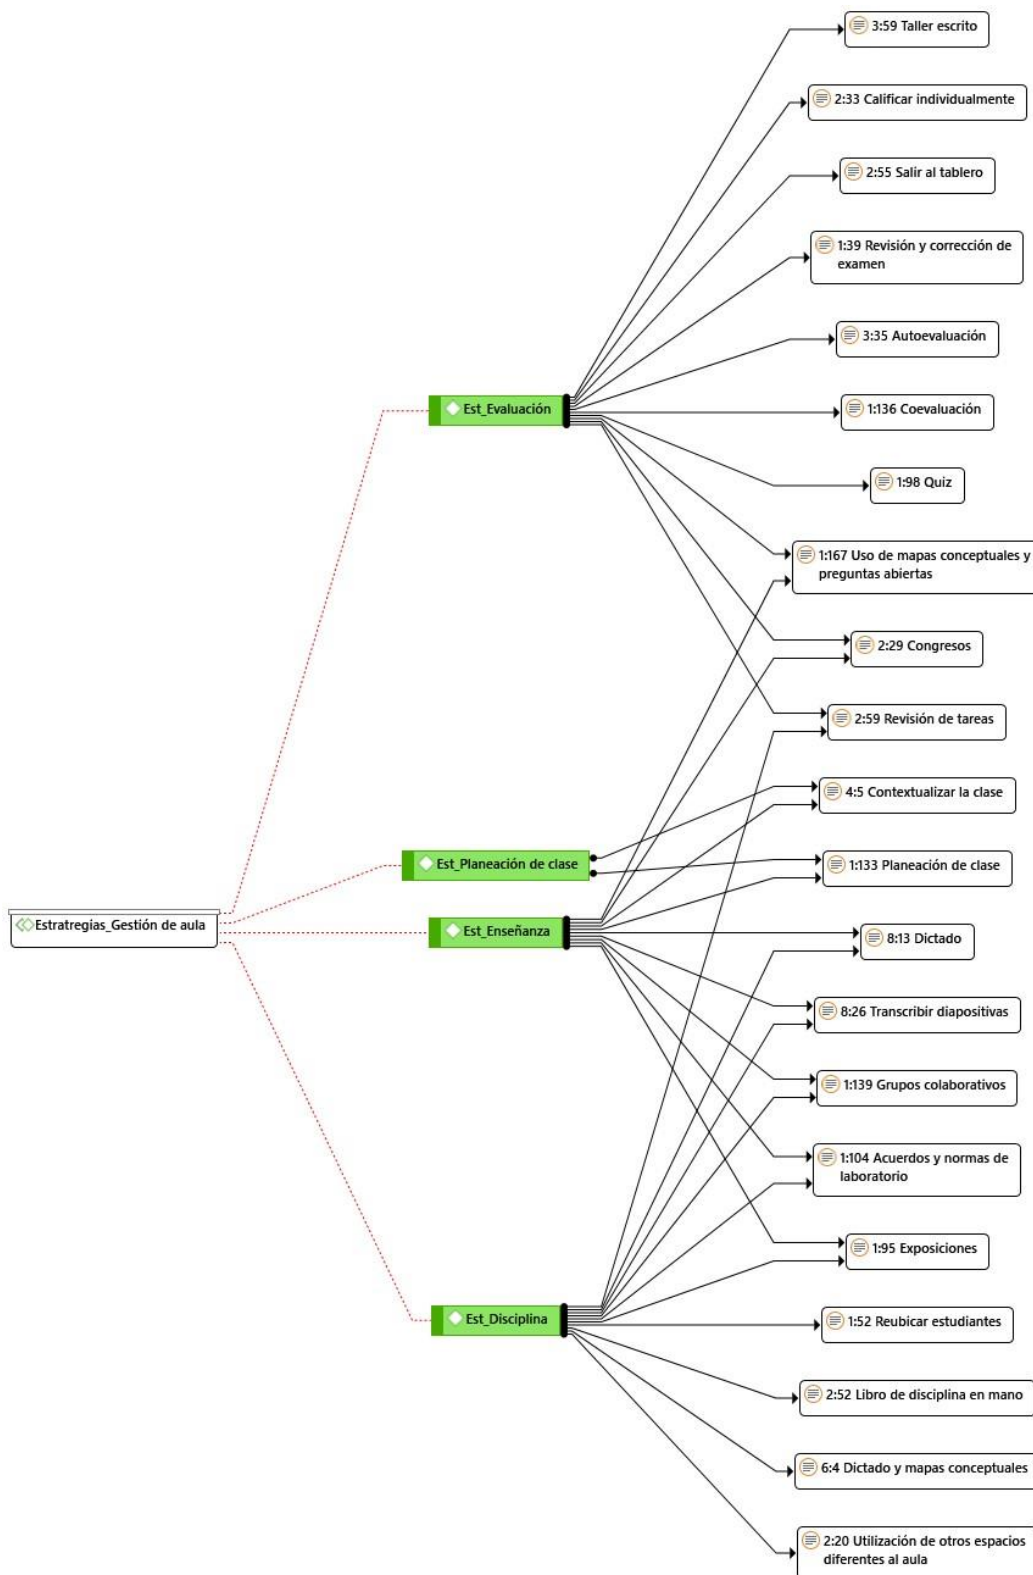 3:59 Taller escrito
2:33 Calificar individualmente
2:55 Salir al tablero
1:39 Revisión y corrección de
examen
3:35 Autoevaluación
Est_Evaluación
1:136 Coevaluación
1:98 Quiz
1:167 Uso de mapas conceptuales y
preguntas abiertas
2:29 Congresos
2:59 Revisión de tareas
4:5 Contextualizar la clase
Est_Planeación de clase
1:133 Planeación de clase
Estratregias_Gestión de aula
Est_Enseñanza
8:13 Dictado
8:26 Transcribir diapositivas
1:139 Grupos colaborativos
1:104 Acuerdos y normas de
laboratorio
1:95 Exposiciones
Est_Disciplina
1:52 Reubicar estudiantes
2:52 Libro de disciplina en mano
6:4 Dictado y mapas conceptuales
2:20 Utilización de otros espacios
diferentes al aula